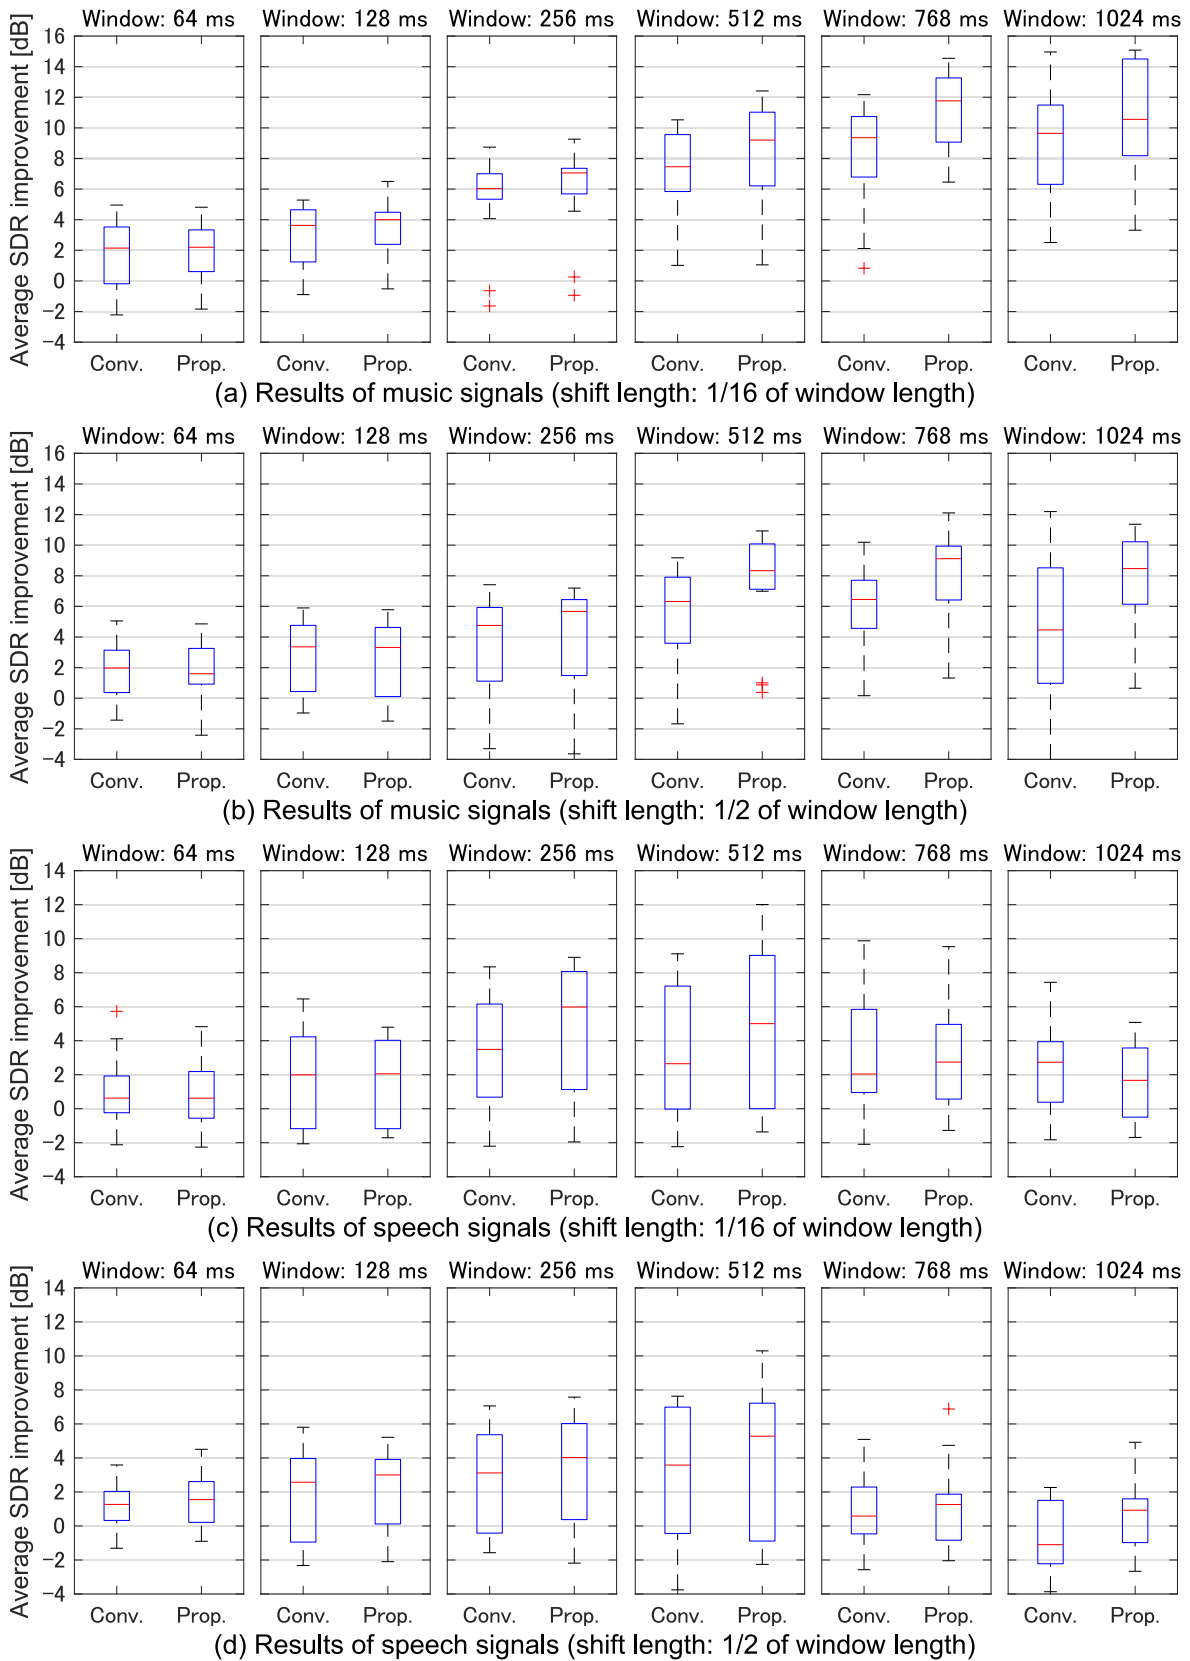 Window: 64 ms Window: 128 ms Window: 256 ms Window: 512 ms Window: 768 ms Window: 1024 ms
Average SDR improvement [dB]
16
14
12
10
8
6
4
2
0
−2
−4
Conv. Prop. Conv. Prop. Conv. Prop. Conv. Prop. Conv. Prop. Conv. Prop.
(a) Results of music signals (shift length: 1/16 of window length)
Window: 64 ms Window: 128 ms Window: 256 ms Window: 512 ms Window: 768 ms Window: 1024 ms
Average SDR improvement [dB]
16
14
12
10
8
6
4
2
0
−2
−4
Conv. Prop. Conv. Prop. Conv. Prop. Conv. Prop. Conv. Prop. Conv. Prop.
(b) Results of music signals (shift length: 1/2 of window length)
Window: 64 ms Window: 128 ms Window: 256 ms Window: 512 ms Window: 768 ms Window: 1024 ms
Average SDR improvement [dB]
14
12
10
8
6
4
2
0
−2
−4
Conv. Prop. Conv. Prop. Conv. Prop. Conv. Prop. Conv. Prop. Conv. Prop.
(c) Results of speech signals (shift length: 1/16 of window length)
Window: 64 ms Window: 128 ms Window: 256 ms Window: 512 ms Window: 768 ms Window: 1024 ms
Average SDR improvement [dB]
14
12
10
8
6
4
2
0
−2
−4
Conv. Prop. Conv. Prop. Conv. Prop. Conv. Prop. Conv. Prop. Conv. Prop.
(d) Results of speech signals (shift length: 1/2 of window length)